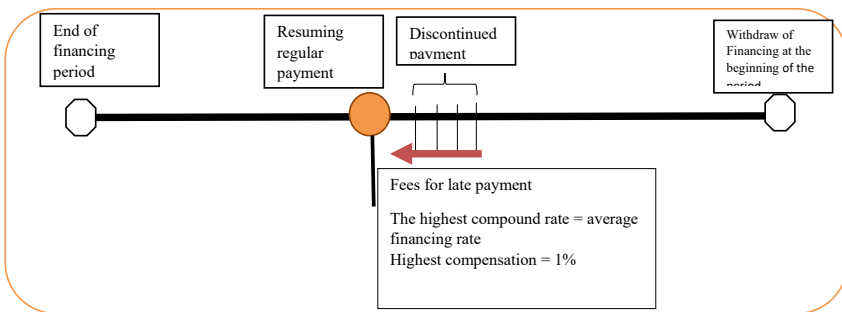 End of
financing
period
Resuming
regular
payment
Discontinued
payment
Withdraw of
Financing at the
beginning of the
period
Fees for late payment
The highest compound rate = average
financing rate
Highest compensation = 1%